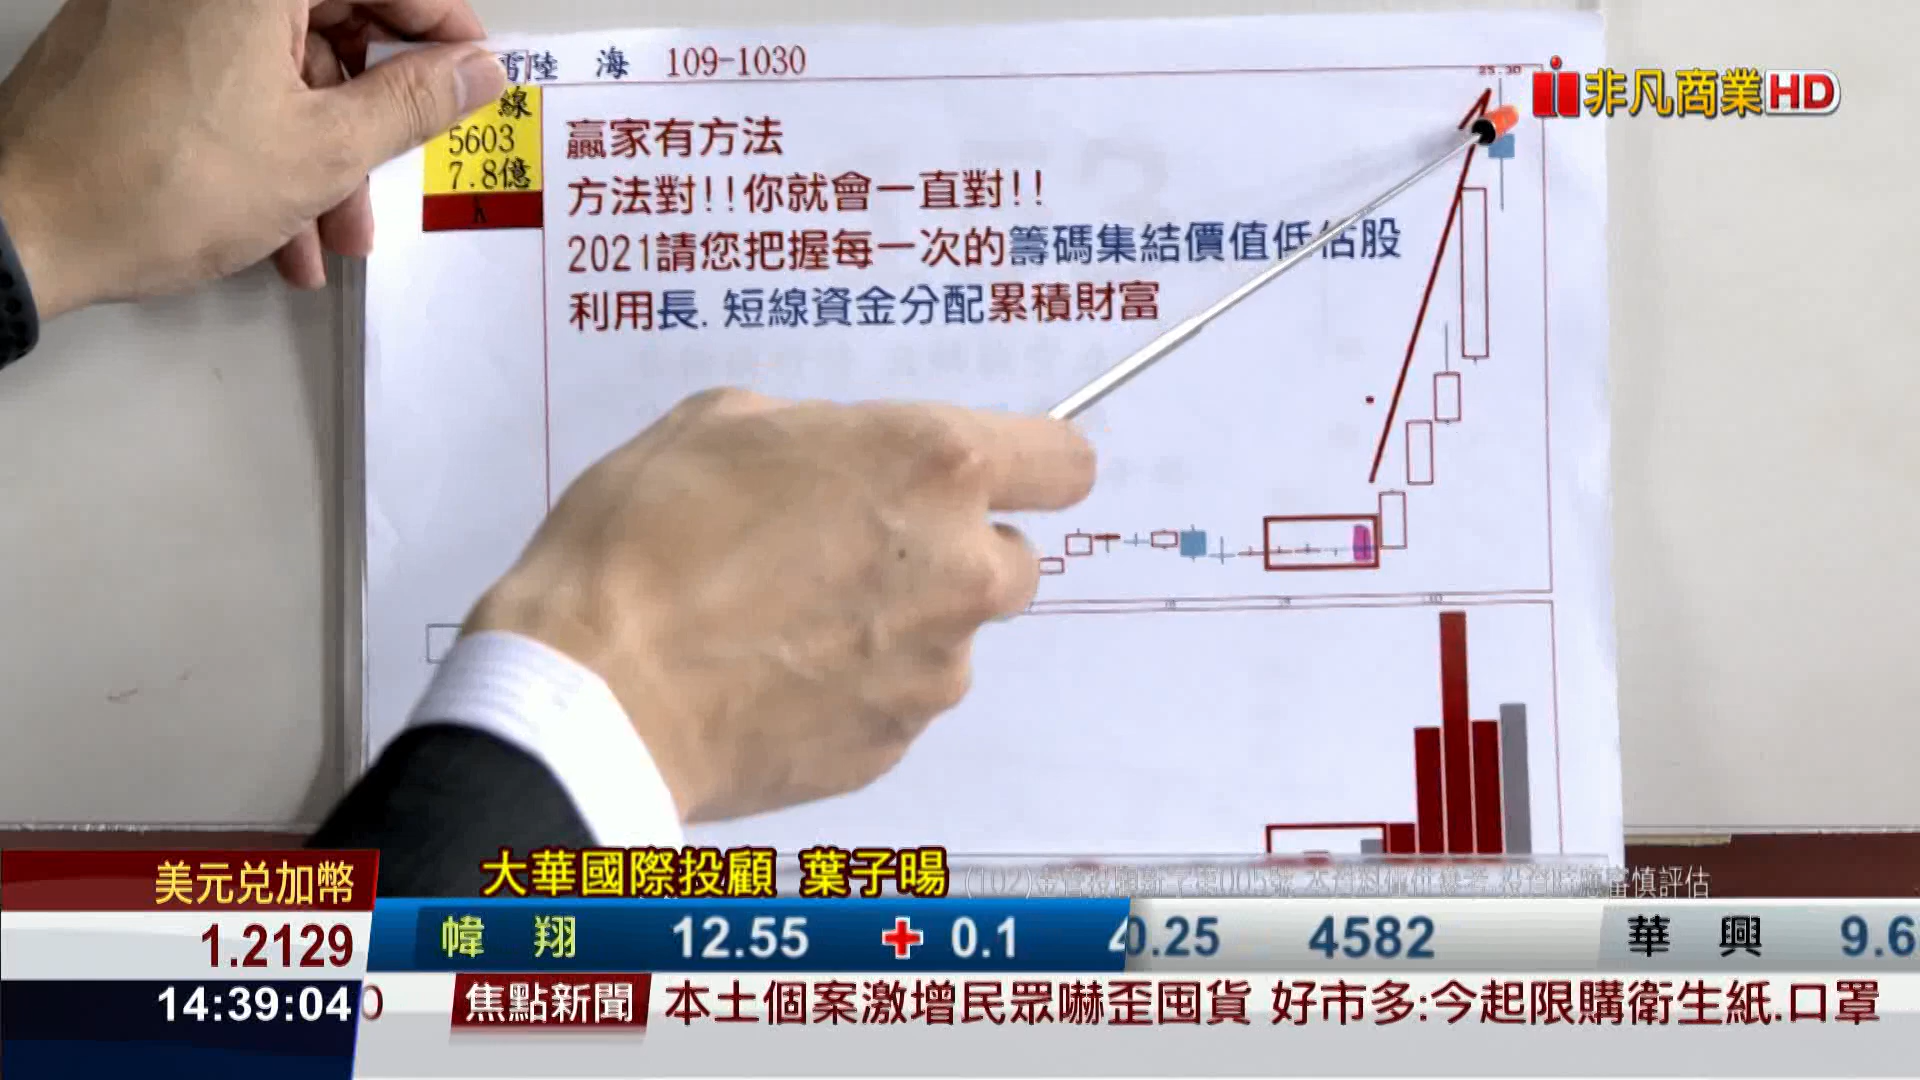 陸 海 109-1030
線
5603
7.8億
贏家有方法
方法對!!你就會一直對!!
2021請您把握每一次的籌碼集結價值低估股
利用長.短線資金分配累積財富
25.30
非凡商業HD
大華國際投顧 葉子暘
美元兌加幣
1.2129
14:39:04
幃 翔 12.55 + 0.1
40.25 4582 華 興 9.6
焦點新聞 本土個案激增民眾嚇歪囤貨 好市多:今起限購衛生紙.口罩